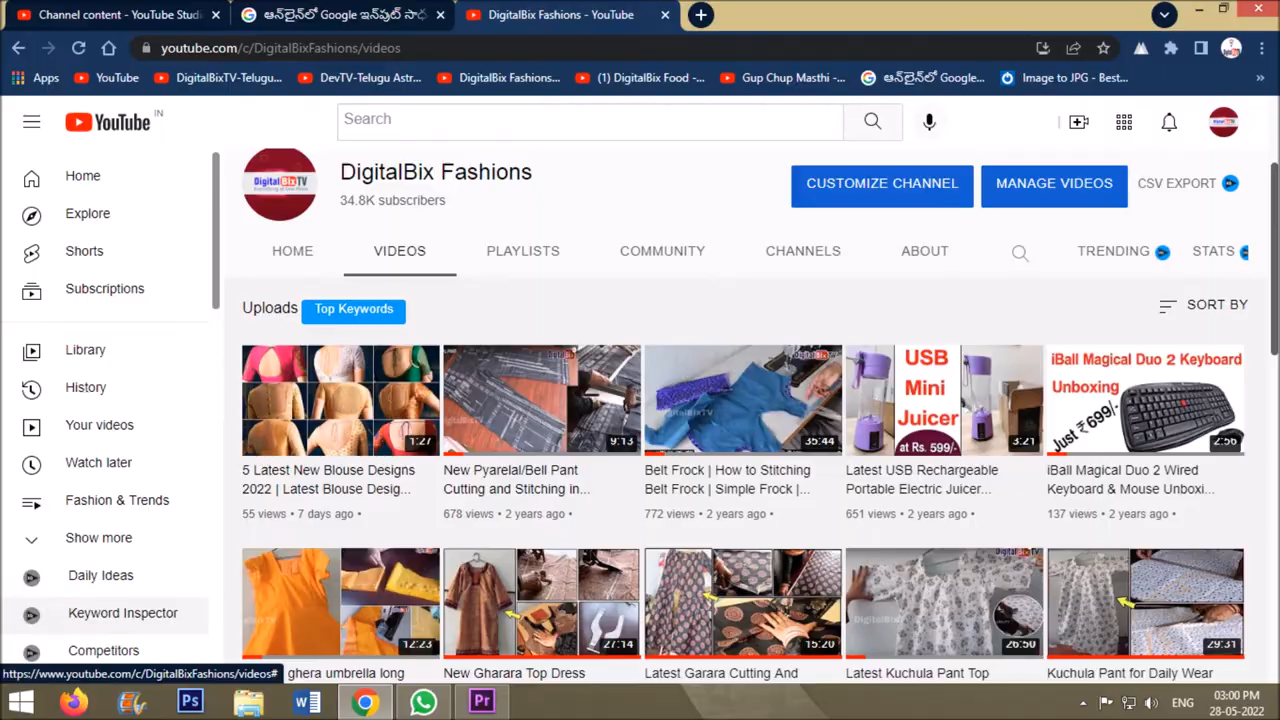 Channel content - YouTube Studi
ఆన్‌లైన్‌లో Google ఇన్‌పుట్ సాధ
DigitalBix Fashions - YouTube
youtube.com/c/DigitalBixFashions/videos
Apps
YouTube
DigitalBixTV-Telugu...
DevTV-Telugu Astr...
DigitalBix Fashions...
(1) DigitalBix Food -...
Gup Chup Masthi -...
ఆన్‌లైన్‌లో Google...
Image to JPG - Best...
YouTube IN
Search
Home
Explore
Shorts
Subscriptions
Library
History
Your videos
Watch later
Fashion & Trends
Show more
Daily Ideas
Keyword Inspector
Competitors
DigitalBixTV
DigitalBix Fashions
34.8K subscribers
CUSTOMIZE CHANNEL
MANAGE VIDEOS
CSV EXPORT
HOME
VIDEOS
PLAYLISTS
COMMUNITY
CHANNELS
ABOUT
TRENDING
STATS
Uploads
Top Keywords
SORT BY
1:27
5 Latest New Blouse Designs
2022 | Latest Blouse Desig...
55 views • 7 days ago •
DigitalBixTV
9:13
New Pyarelal/Bell Pant
Cutting and Stitching in...
678 views • 2 years ago •
DigitalBixTV
35:44
Belt Frock | How to Stitching
Belt Frock | Simple Frock |...
772 views • 2 years ago •
USB
Mini
Juicer
at Rs. 599/-
3:21
Latest USB Rechargeable
Portable Electric Juicer...
651 views • 2 years ago •
iBall Magical Duo 2 Keyboard
Unboxing
Just ₹ 699/-
2:56
iBall Magical Duo 2 Wired
Keyboard & Mouse Unboxi...
137 views • 2 years ago •
12:23
ghera umbrella long
27:14
New Gharara Top Dress
15:20
Latest Garara Cutting And
DigitalBixTV
26:50
Latest Kuchula Pant Top
29:31
Kuchula Pant for Daily Wear
https://www.youtube.com/c/DigitalBixFashions/videos#
Ps
W
Pr
ENG
03:00 PM
28-05-2022